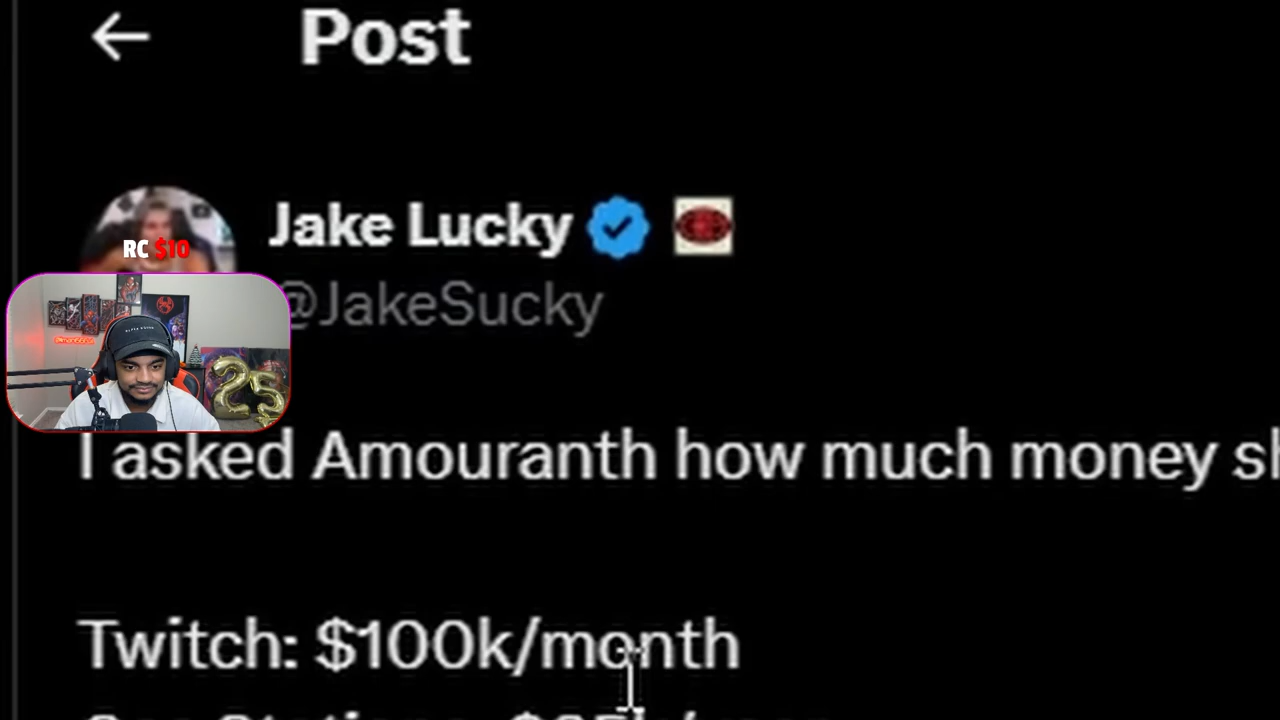 Post
Jake Lucky
RC $10
@JakeSucky
I asked Amouranth how much money sh
Twitch: $100k/month